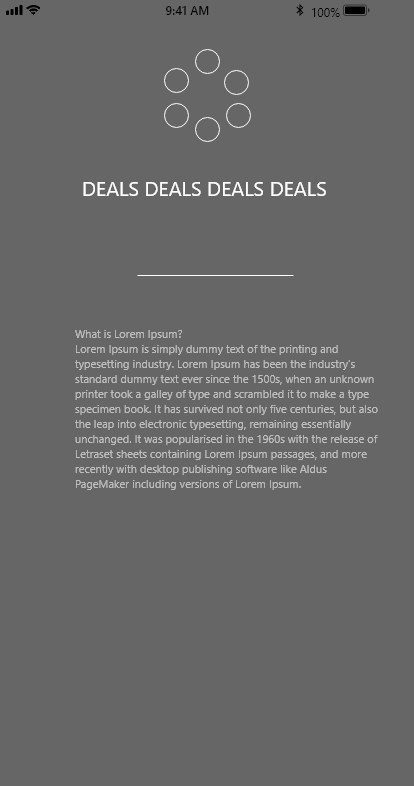 9:41 AM
100%
DEALS DEALS DEALS DEALS
What is Lorem Ipsum?
Lorem Ipsum is simply dummy text of the printing and
typesetting industry. Lorem Ipsum has been the industry's
standard dummy text ever since the 1500s, when an unknown
printer took a galley of type and scrambled it to make a type
specimen book. It has survived not only five centuries, but also
the leap into electronic typesetting, remaining essentially
unchanged. It was popularised in the 1960s with the release of
Letraset sheets containing Lorem Ipsum passages, and more
recently with desktop publishing software like Aldus
PageMaker including versions of Lorem Ipsum.